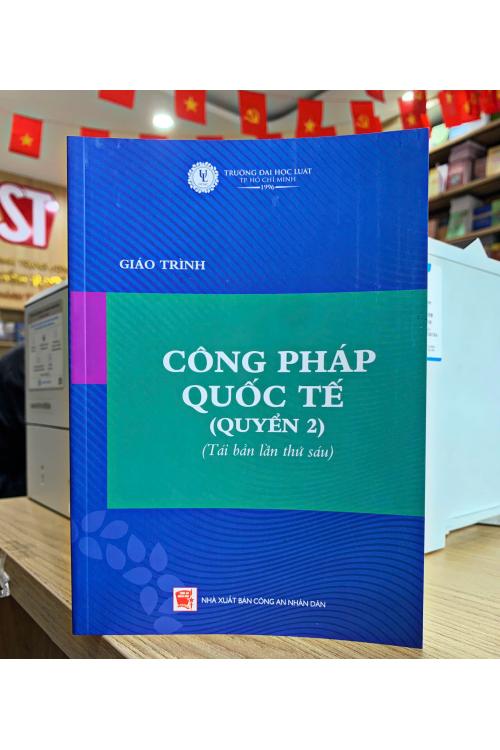 ST
TRƯỜNG ĐẠI HỌC LUẬT
TP. HỒ CHÍ MINH
1996
GIÁO TRÌNH
CÔNG PHÁP
QUỐC TẾ
(QUYỂN 2)
(Tái bản lần thứ sáu)
NHÀ XUẤT BẢN CÔNG AN NHÂN DÂN